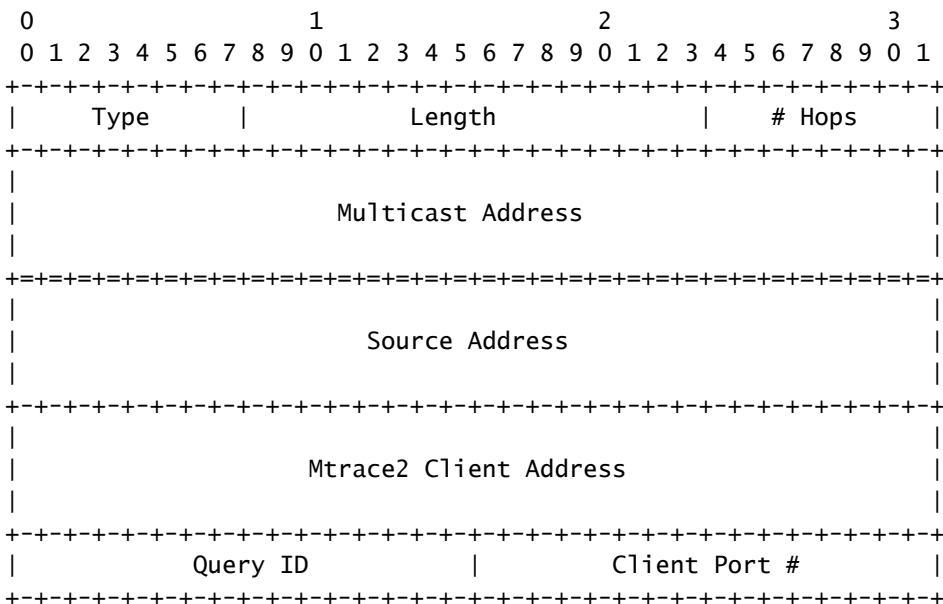 0                   1                   2                   3
0 1 2 3 4 5 6 7 8 9 0 1 2 3 4 5 6 7 8 9 0 1 2 3 4 5 6 7 8 9 0 1
+-+-+-+-+-+-+-+-+-+-+-+-+-+-+-+-+-+-+-+-+-+-+-+-+-+-+-+-+-+-+-+-+
|     Type      |           Length              |    # Hops     |
+-+-+-+-+-+-+-+-+-+-+-+-+-+-+-+-+-+-+-+-+-+-+-+-+-+-+-+-+-+-+-+-+
|                                                               |
|                      Multicast Address                        |
|                                                               |
+=+=+=+=+=+=+=+=+=+=+=+=+=+=+=+=+=+=+=+=+=+=+=+=+=+=+=+=+=+=+=+=+
|                                                               |
|                        Source Address                         |
|                                                               |
+-+-+-+-+-+-+-+-+-+-+-+-+-+-+-+-+-+-+-+-+-+-+-+-+-+-+-+-+-+-+-+-+
|                                                               |
|                    Mtrace2 Client Address                     |
|                                                               |
+-+-+-+-+-+-+-+-+-+-+-+-+-+-+-+-+-+-+-+-+-+-+-+-+-+-+-+-+-+-+-+-+
|            Query ID           |         Client Port #         |
+-+-+-+-+-+-+-+-+-+-+-+-+-+-+-+-+-+-+-+-+-+-+-+-+-+-+-+-+-+-+-+-+